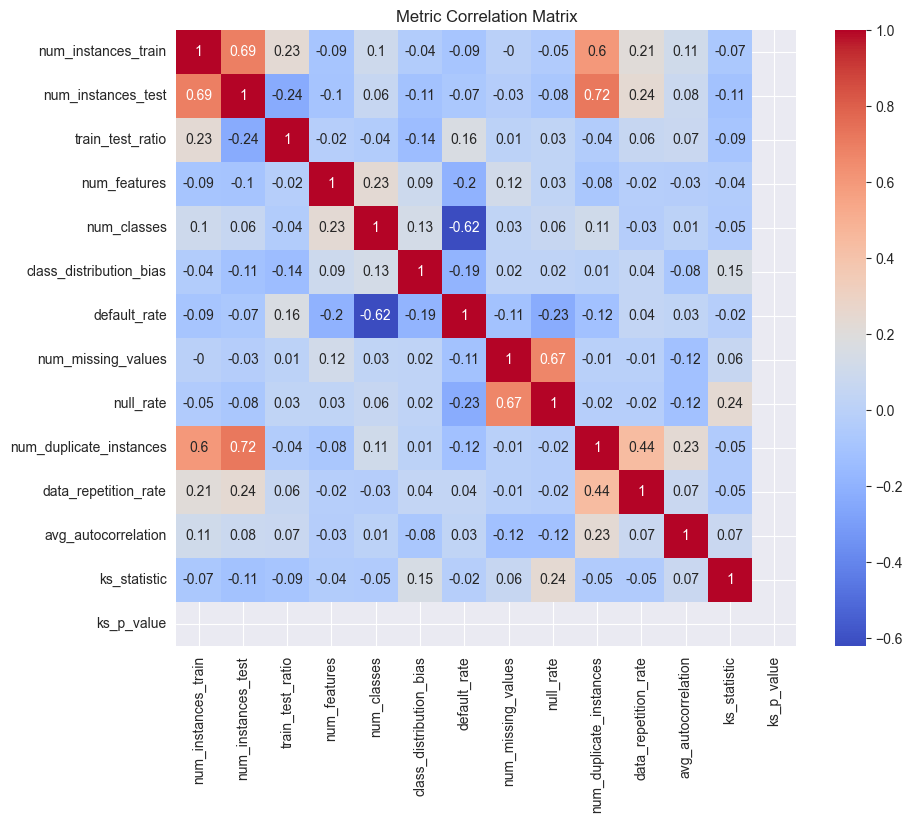 Metric Correlation Matrix
num_instances_train 1 0.69 0.23 -0.09 0.1 -0.04 -0.09 -0 -0.05 0.6 0.21 0.11 -0.07
num_instances_test 0.69 1 -0.24 -0.1 0.06 -0.11 -0.07 -0.03 -0.08 0.72 0.24 0.08 -0.11
train_test_ratio 0.23 -0.24 1 -0.02 -0.04 -0.14 0.16 0.01 0.03 -0.04 0.06 0.07 -0.09
num_features -0.09 -0.1 -0.02 1 0.23 0.09 -0.2 0.12 0.03 -0.08 -0.02 -0.03 -0.04
num_classes 0.1 0.06 -0.04 0.23 1 0.13 -0.62 0.03 0.06 0.11 -0.03 0.01 -0.05
class_distribution_bias -0.04 -0.11 -0.14 0.09 0.13 1 -0.19 0.02 0.02 0.01 0.04 -0.08 0.15
default_rate -0.09 -0.07 0.16 -0.2 -0.62 -0.19 1 -0.11 -0.23 -0.12 0.04 0.03 -0.02
num_missing_values -0 -0.03 0.01 0.12 0.03 0.02 -0.11 1 0.67 -0.01 -0.01 -0.12 0.06
null_rate -0.05 -0.08 0.03 0.03 0.06 0.02 -0.23 0.67 1 -0.02 -0.02 -0.12 0.24
num_duplicate_instances 0.6 0.72 -0.04 -0.08 0.11 0.01 -0.12 -0.01 -0.02 1 0.44 0.23 -0.05
data_repetition_rate 0.21 0.24 0.06 -0.02 -0.03 0.04 0.04 -0.01 -0.02 0.44 1 0.07 -0.05
avg_autocorrelation 0.11 0.08 0.07 -0.03 0.01 -0.08 0.03 -0.12 -0.12 0.23 0.07 1 0.07
ks_statistic -0.07 -0.11 -0.09 -0.04 -0.05 0.15 -0.02 0.06 0.24 -0.05 -0.05 0.07 1
ks_p_value
num_instances_train
num_instances_test
train_test_ratio
num_features
num_classes
class_distribution_bias
default_rate
num_missing_values
null_rate
num_duplicate_instances
data_repetition_rate
avg_autocorrelation
ks_statistic
ks_p_value
1.0
0.8
0.6
0.4
0.2
0.0
−0.2
−0.4
−0.6